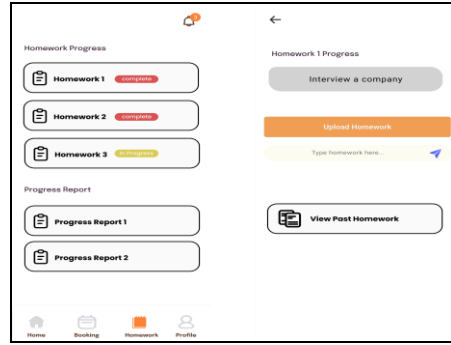 Homework Progress
Homework 1 complete
Homework 2 complete
Homework 3 In Progress
Progress Report
Progress Report 1
Progress Report 2
Home Booking Homework Profile
Homework 1 Progress
Interview a company
Upload Homework
Type homework here...
View Past Homework